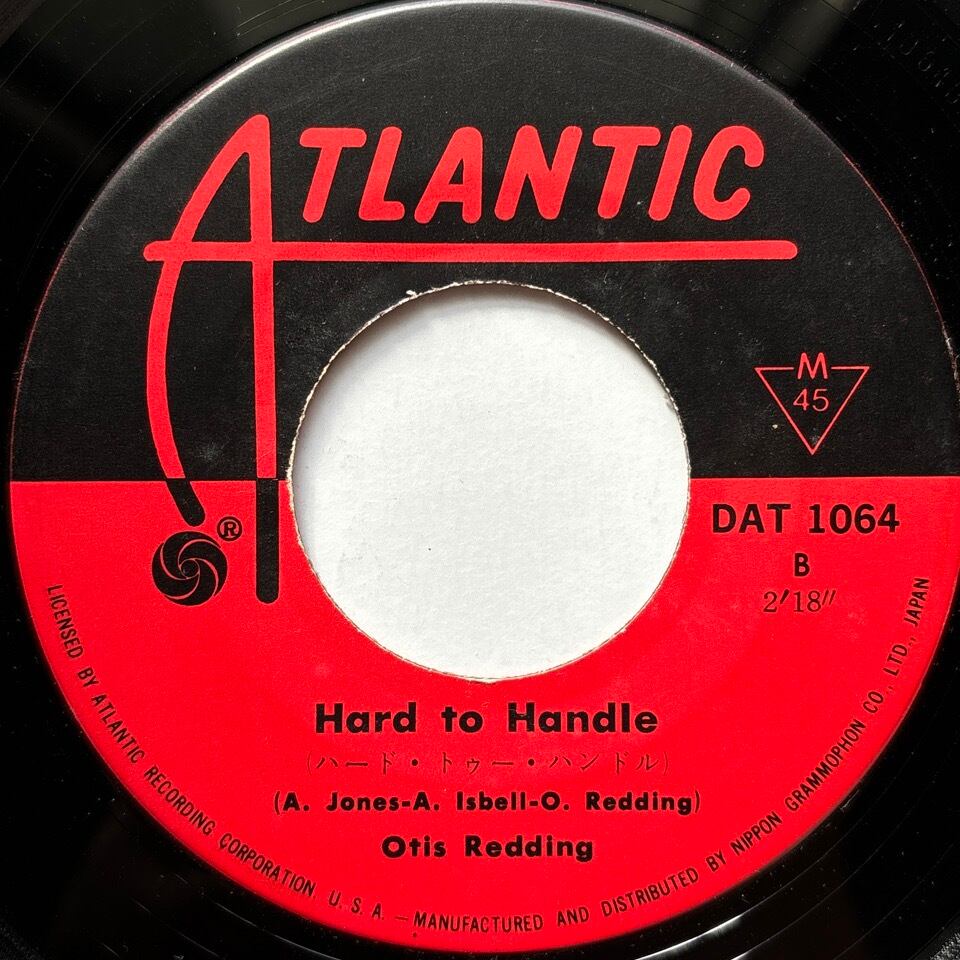 ATLANTIC
M
45
®
DAT 1064
B
2′18″
Hard to Handle
(ハード・トゥー・ハンドル)
(A. Jones-A. Isbell-O. Redding)
Otis Redding
LICENSED BY ATLANTIC RECORDING CORPORATION, U. S. A. — MANUFACTURED AND DISTRIBUTED BY NIPPON GRAMMOPHON CO., LTD., JAPAN